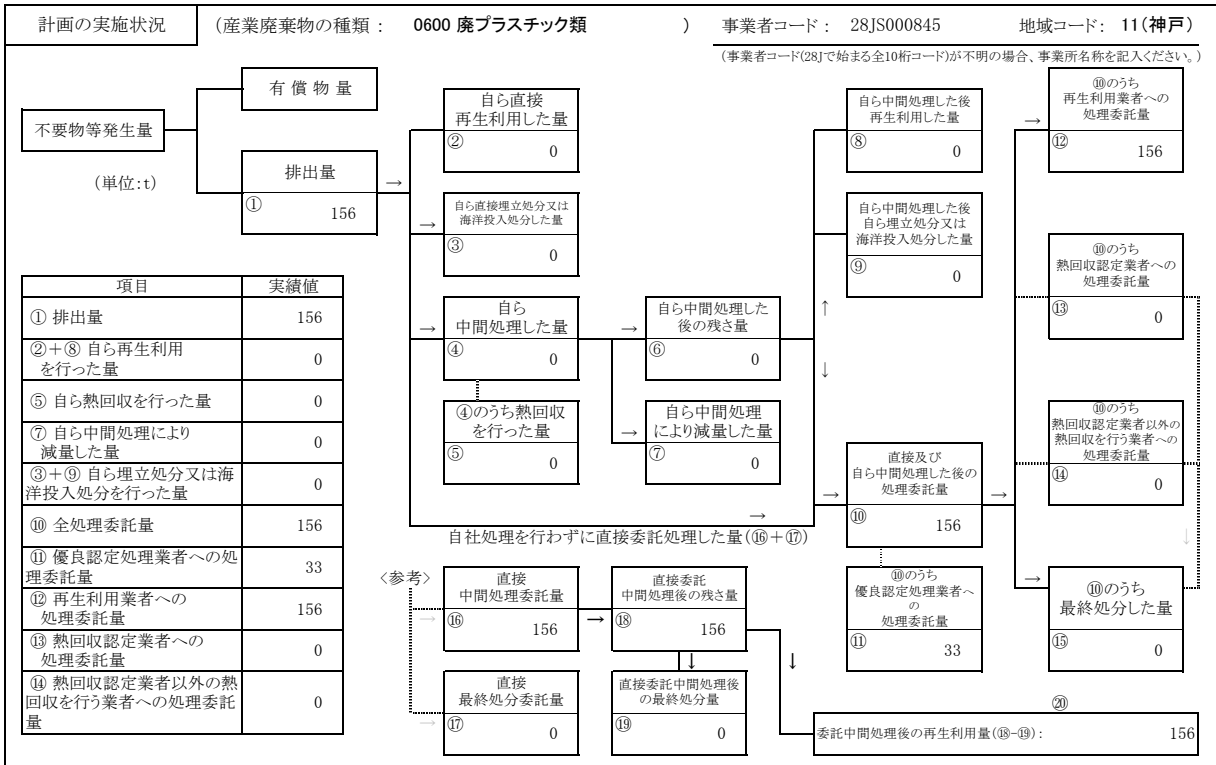 計画の実施状況
(産業廃棄物の種類： 0600 廃プラスチック類 )
事業者コード： 28JS000845
地域コード： 11(神戸)
(事業者コード(28Jで始まる全10桁コード)が不明の場合、事業所名称を記入ください。)
不要物等発生量
(単位:t)
有償物量
排出量
①
156
→
自ら直接
再生利用した量
②
0
→
自ら直接埋立処分又は
海洋投入処分した量
③
0
→
自ら
中間処理した量
④
0
④のうち熱回収
を行った量
⑤
0
→
自ら中間処理した
後の残さ量
⑥
0
→
自ら中間処理
により減量した量
⑦
0
自ら中間処理した後
再生利用した量
⑧
0
自ら中間処理した後
自ら埋立処分又は
海洋投入処分した量
⑨
0
↑
↓
→
直接及び
自ら中間処理した後の
処理委託量
⑩
156
→
⑩のうち
優良認定処理業者へ
の
処理委託量
⑪
33
→
⑩のうち
再生利用業者への
処理委託量
⑫
156
⑩のうち
熱回収認定業者への
処理委託量
⑬
0
⑩のうち
熱回収認定業者以外の
熱回収を行う業者への
処理委託量
⑭
0
↓
→
⑩のうち
最終処分した量
⑮
0
→
自社処理を行わずに直接委託処理した量(⑯＋⑰)
項目 実績値
① 排出量 156
②＋⑧ 自ら再生利用
を行った量 0
⑤ 自ら熱回収を行った量 0
⑦ 自ら中間処理により
減量した量 0
③＋⑨ 自ら埋立処分又は海
洋投入処分を行った量 0
⑩ 全処理委託量 156
⑪ 優良認定処理業者への処
理委託量 33
⑫ 再生利用業者への
処理委託量 156
⑬ 熱回収認定業者への
処理委託量 0
⑭ 熱回収認定業者以外の熱
回収を行う業者への処理委託
量 0
〈参考〉
→
直接
中間処理委託量
⑯
156
→
直接委託
中間処理後の残さ量
⑱
156
↓
↓
→
直接
最終処分委託量
⑰
0
直接委託中間処理後
の最終処分量
⑲
0
⑳
委託中間処理後の再生利用量(⑱-⑲)： 156